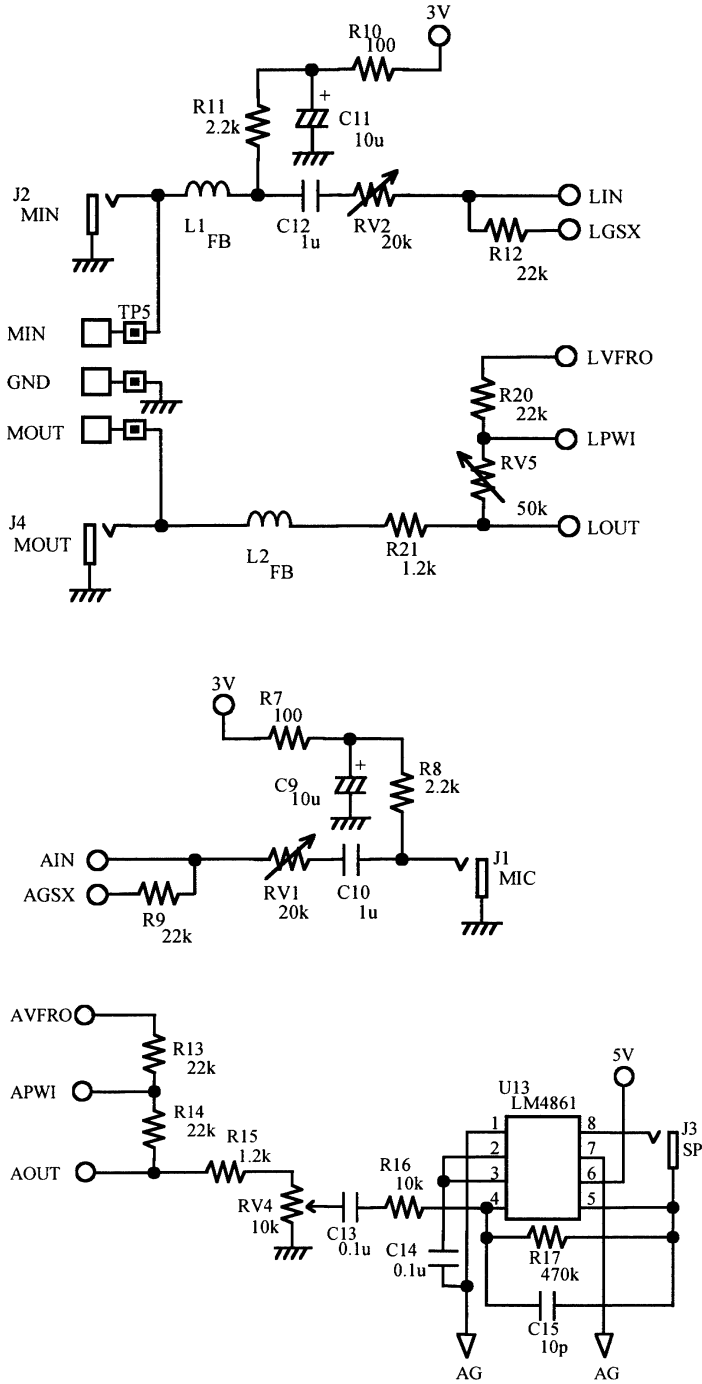 3V
R10
100
R11
2.2k
+
C11
10u
J2
MIN
L1
FB
C12
1u
RV2
20k
LIN
LGSX
R12
22k
MIN
TP5
GND
MOUT
LVFRO
R20
22k
LPWI
RV5
50k
J4
MOUT
L2
FB
R21
1.2k
LOUT
3V
R7
100
+
C9
10u
R8
2.2k
AIN
AGSX
R9
22k
RV1
20k
C10
1u
J1
MIC
AVFRO
R13
22k
APWI
R14
22k
AOUT
R15
1.2k
RV4
10k
C13
0.1u
R16
10k
C14
0.1u
U13
LM4861
1
2
3
4
8
7
6
5
5V
J3
SP
R17
470k
C15
10p
AG
AG